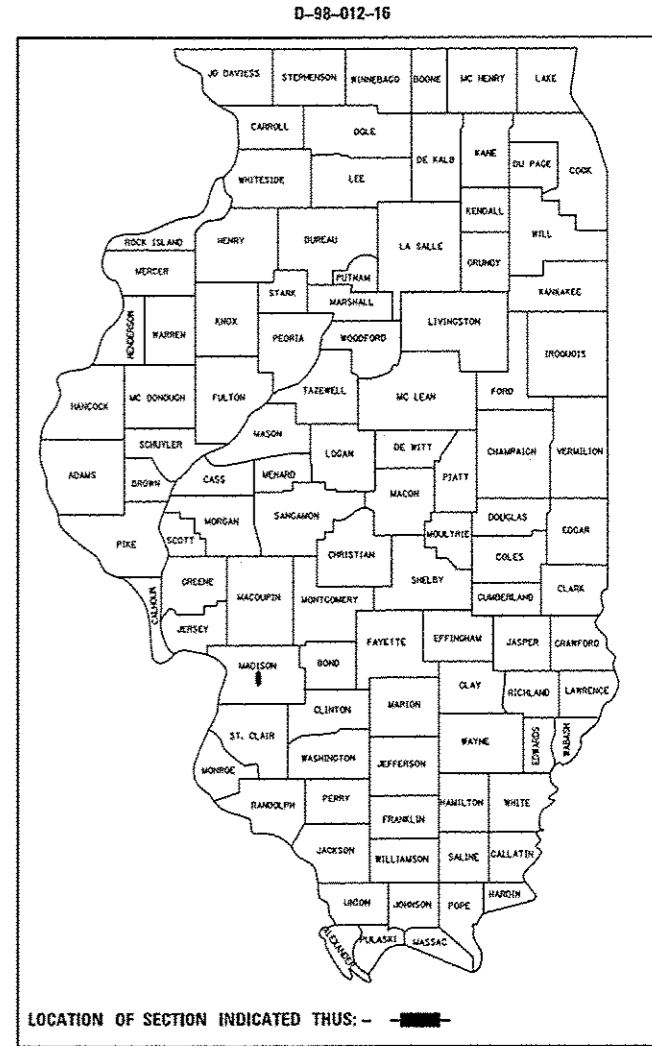 D-98-012-16
JO DAVIESS STEPHENSON WINNEBAGO BOONE MC HENRY LAKE
CARROLL OGLE DE KALB KANE DU PAGE COOK
WHITESIDE LEE KENDALL WILL
ROCK ISLAND HENRY BUREAU LA SALLE GRUNDY
MERCER PUTNAM KANKAKEE
STARK MARSHALL
HENDERSON WARREN KNOX PEORIA WOODFORD LIVINGSTON IROQUOIS
HANCOCK MC DONOUGH FULTON TAZEWELL MC LEAN FORD
SCHUYLER MASON LOGAN DE WITT CHAMPAIGN VERMILION
ADAMS BROWN CASS MENARD MACON PIATT
PIKE SCOTT MORGAN SANGAMON CHRISTIAN MOULTRIE DOUGLAS EDGAR
COLES
CALHOUN GREENE MACOUPIN MONTGOMERY SHELBY CUMBERLAND CLARK
JERSEY FAYETTE EFFINGHAM JASPER CRAWFORD
MADISON BOND CLAY RICHLAND LAWRENCE
CLINTON MARION
ST. CLAIR WASHINGTON WAYNE EDWARDS WABASH
MONROE JEFFERSON
RANDOLPH PERRY HAMILTON WHITE
FRANKLIN
JACKSON WILLIAMSON SALINE GALLATIN
UNION JOHNSON POPE HARDIN
ALEXANDER PULASKI MASSAC
LOCATION OF SECTION INDICATED THUS: -